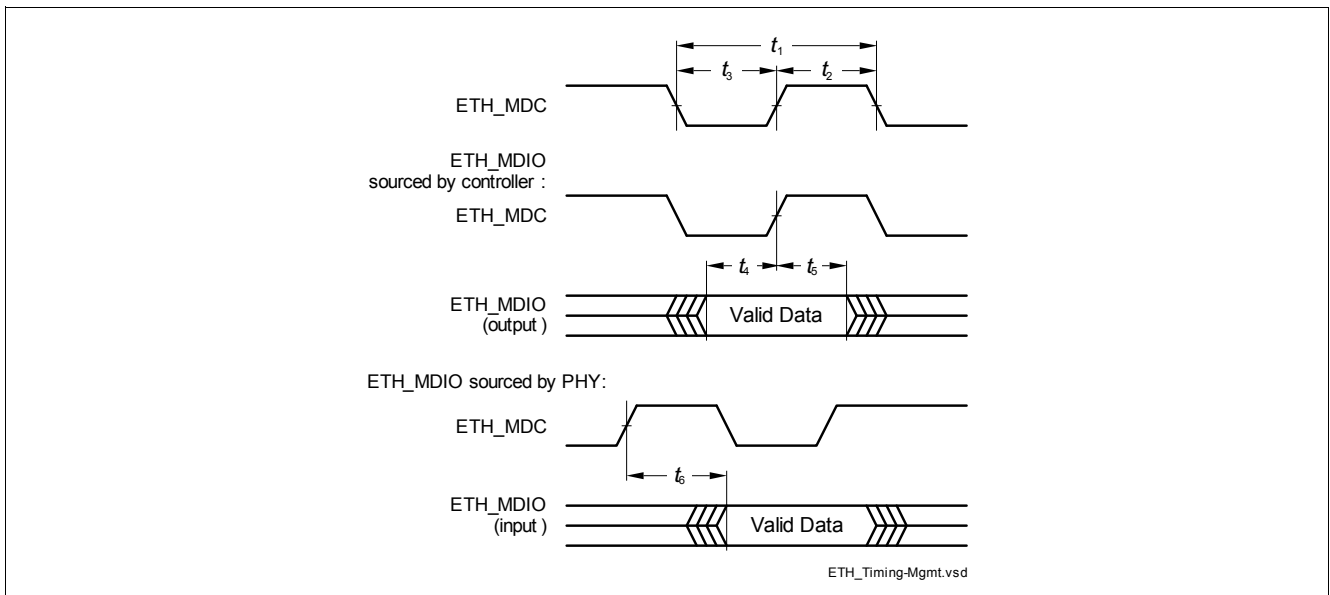 t1
t3
t2
ETH_MDC
ETH_MDIO
sourced by controller :
ETH_MDC
t4
t5
ETH_MDIO
(output )
Valid Data
ETH_MDIO sourced by PHY:
ETH_MDC
t6
ETH_MDIO
(input )
Valid Data
ETH_Timing-Mgmt.vsd